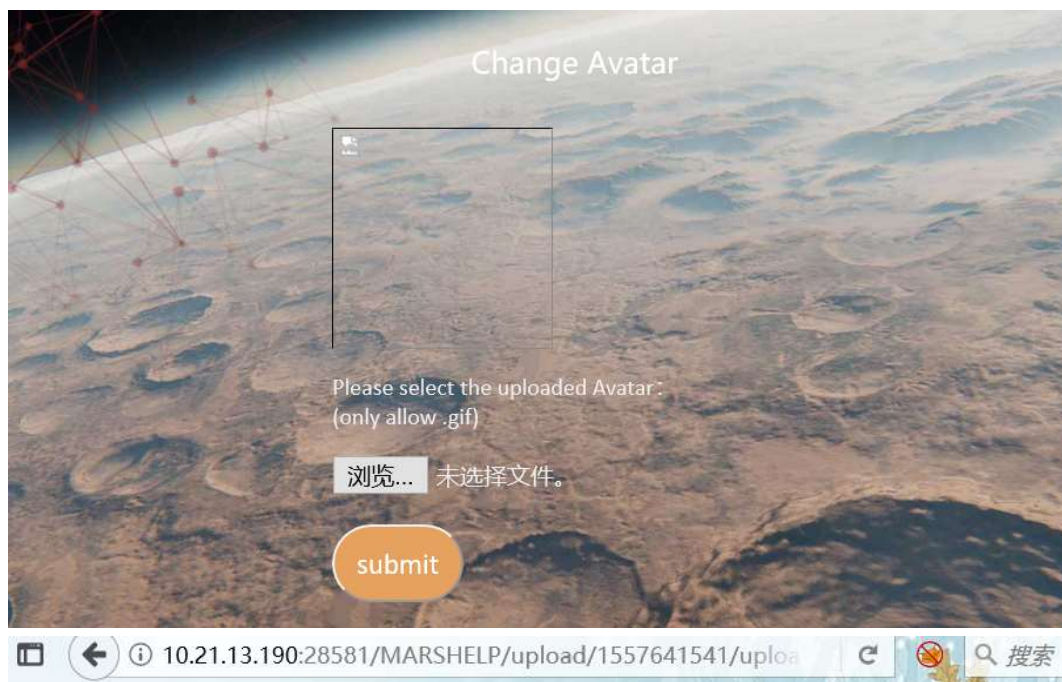 Change Avatar
Please select the uploaded Avatar：
(only allow .gif)
浏览... 未选择文件。
submit
10.21.13.190:28581/MARSHELP/upload/1557641541/uploa 搜索